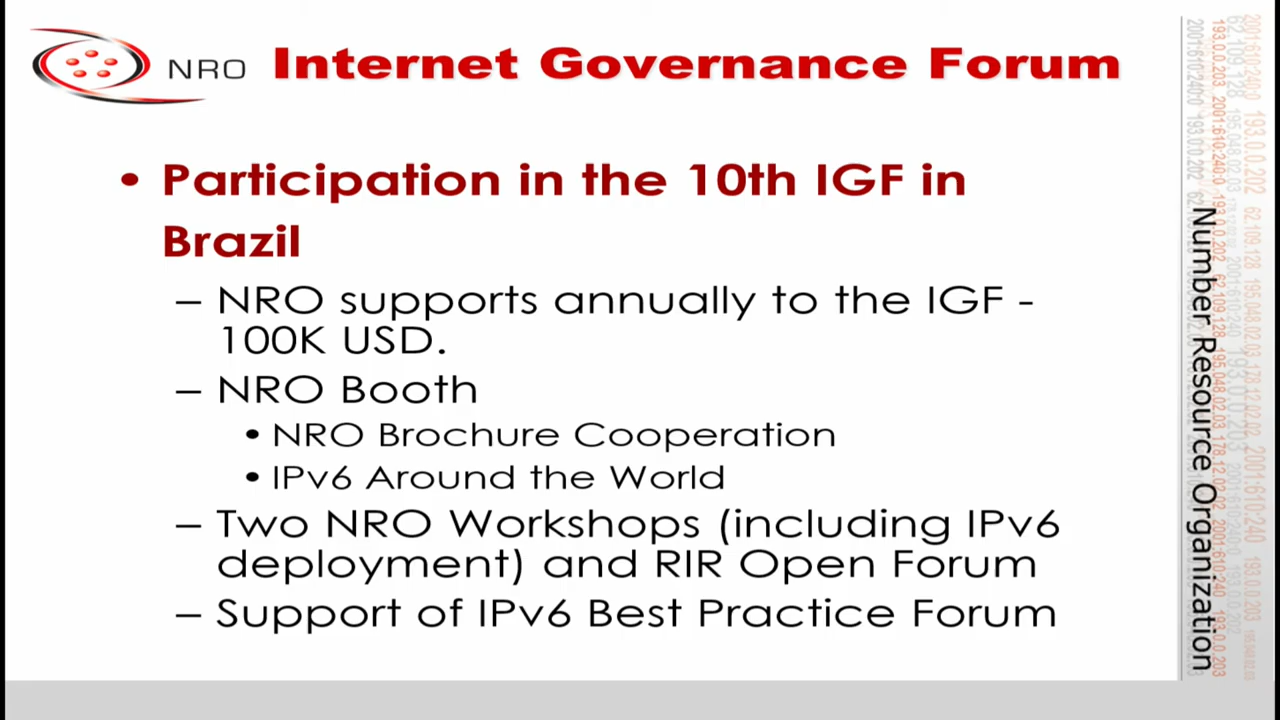 NRO Internet Governance Forum
• Participation in the 10th IGF in
Brazil
– NRO supports annually to the IGF -
100K USD.
– NRO Booth
• NRO Brochure Cooperation
• IPv6 Around the World
– Two NRO Workshops (including IPv6
deployment) and RIR Open Forum
– Support of IPv6 Best Practice Forum
Number Resource Organization